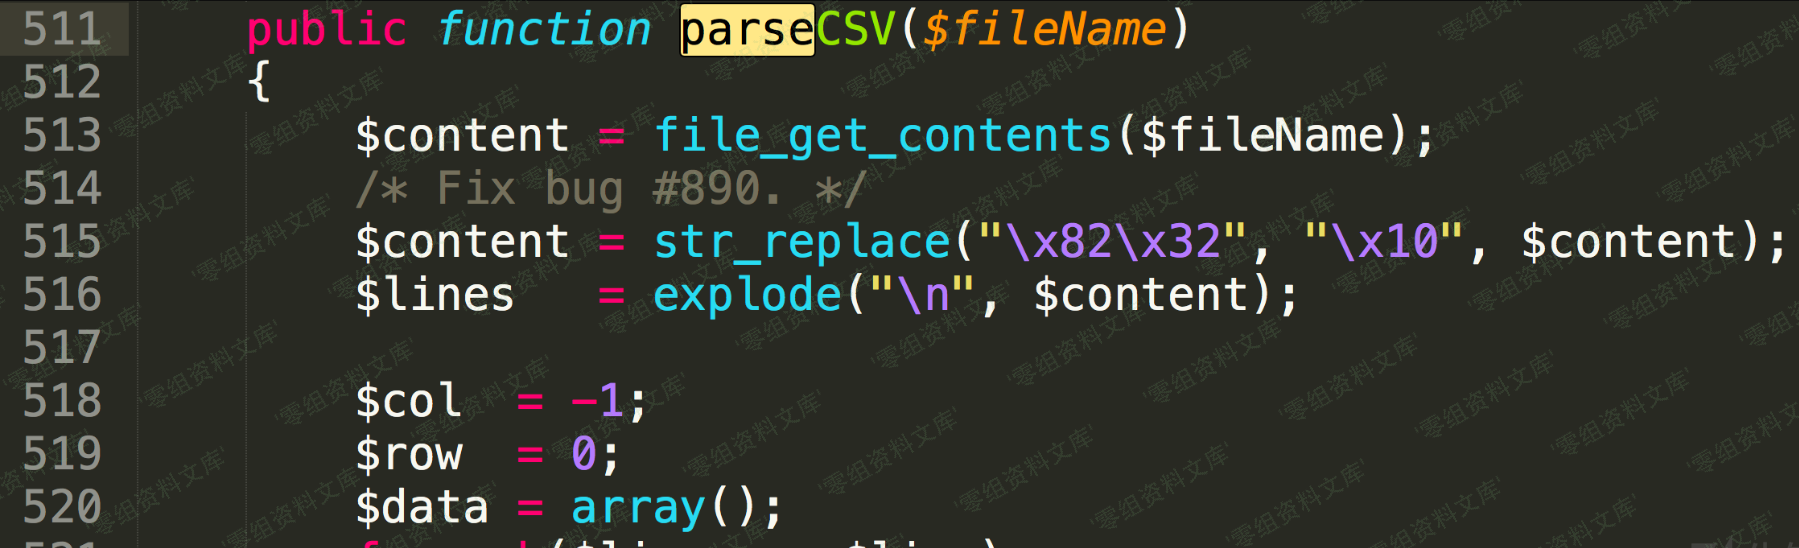 511 public function parseCSV($fileName)
512 {
513 $content = file_get_contents($fileName);
514 /* Fix bug #890. */
515 $content = str_replace("\x82\x32", "\x10", $content);
516 $lines = explode("\n", $content);
517
518 $col = -1;
519 $row = 0;
520 $data = array();
'零组资料文库'